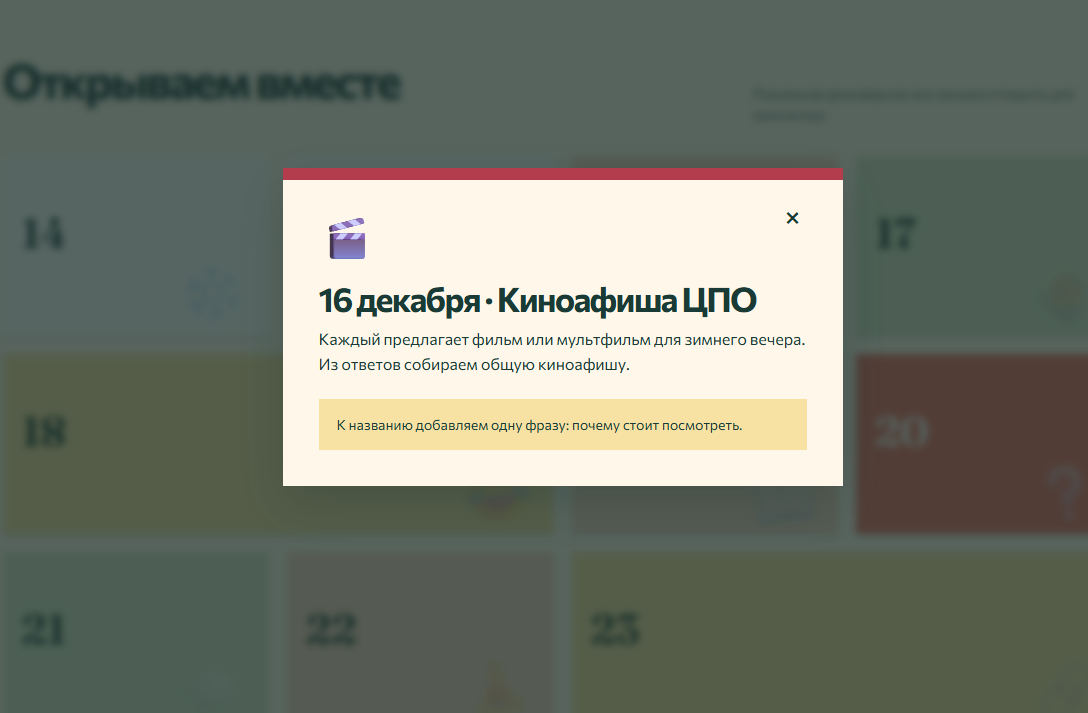 Открываем вместе
14
17
16 декабря · Киноафиша ЦПО
Каждый предлагает фильм или мультфильм для зимнего вечера.
Из ответов собираем общую киноафишу.
К названию добавляем одну фразу: почему стоит посмотреть.
18
20
21
22
23